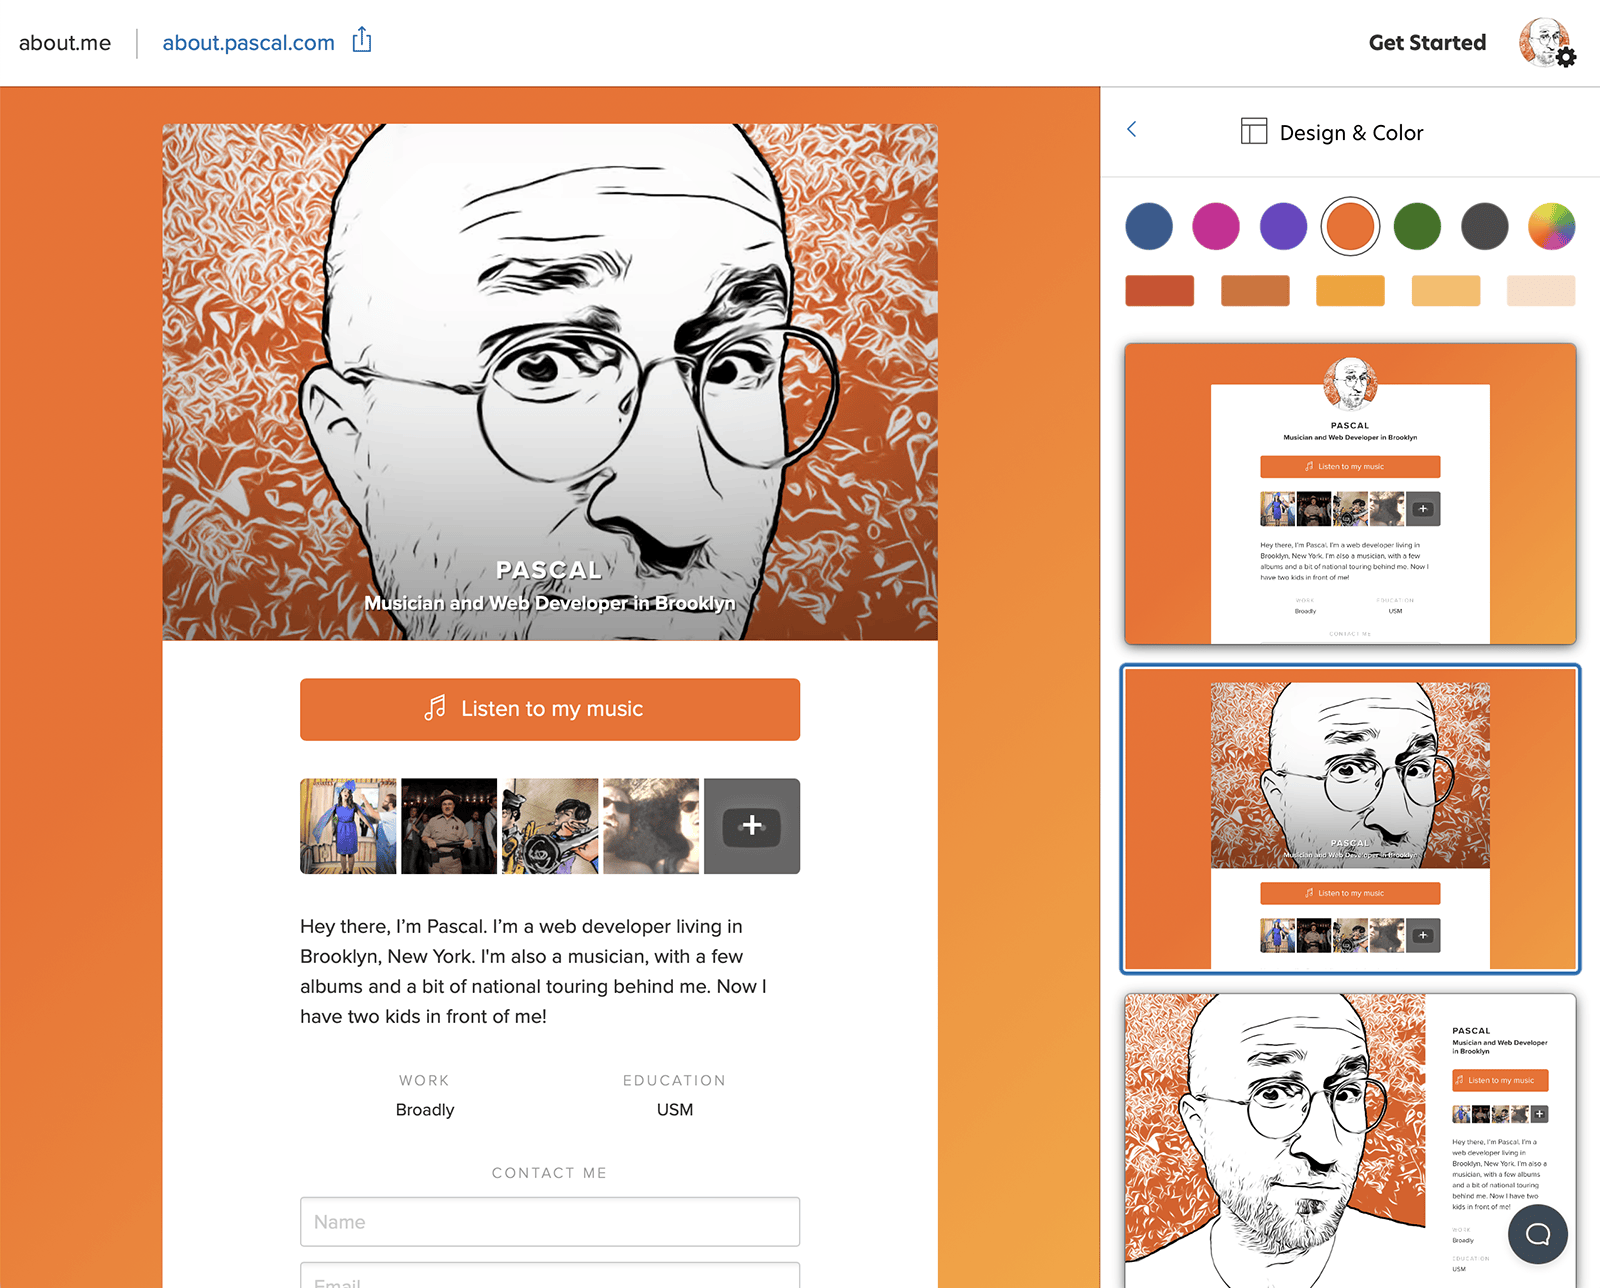 about.me
about.pascal.com
Get Started
PASCAL
Musician and Web Developer in Brooklyn
Listen to my music
Hey there, I’m Pascal. I’m a web developer living in
Brooklyn, New York. I'm also a musician, with a few
albums and a bit of national touring behind me. Now I
have two kids in front of me!
WORK
EDUCATION
Broadly
USM
CONTACT ME
Name
Email
Design & Color
PASCAL
Musician and Web Developer in Brooklyn
Listen to my music
Hey there, I’m Pascal. I’m a web developer living in
Brooklyn, New York. I'm also a musician, with a few
albums and a bit of national touring behind me. Now I
have two kids in front of me!
WORK
EDUCATION
Broadly
USM
CONTACT ME
PASCAL
Musician and Web Developer in Brooklyn
Listen to my music
PASCAL
Musician and Web Developer
in Brooklyn
Listen to my music
Hey there, I’m Pascal. I’m a
web developer living in
Brooklyn, New York. I'm also a
musician, with a few albums
and a bit of national touring
behind me. Now I have two
kids in front of me!
WORK
Broadly
EDUCATION
USM